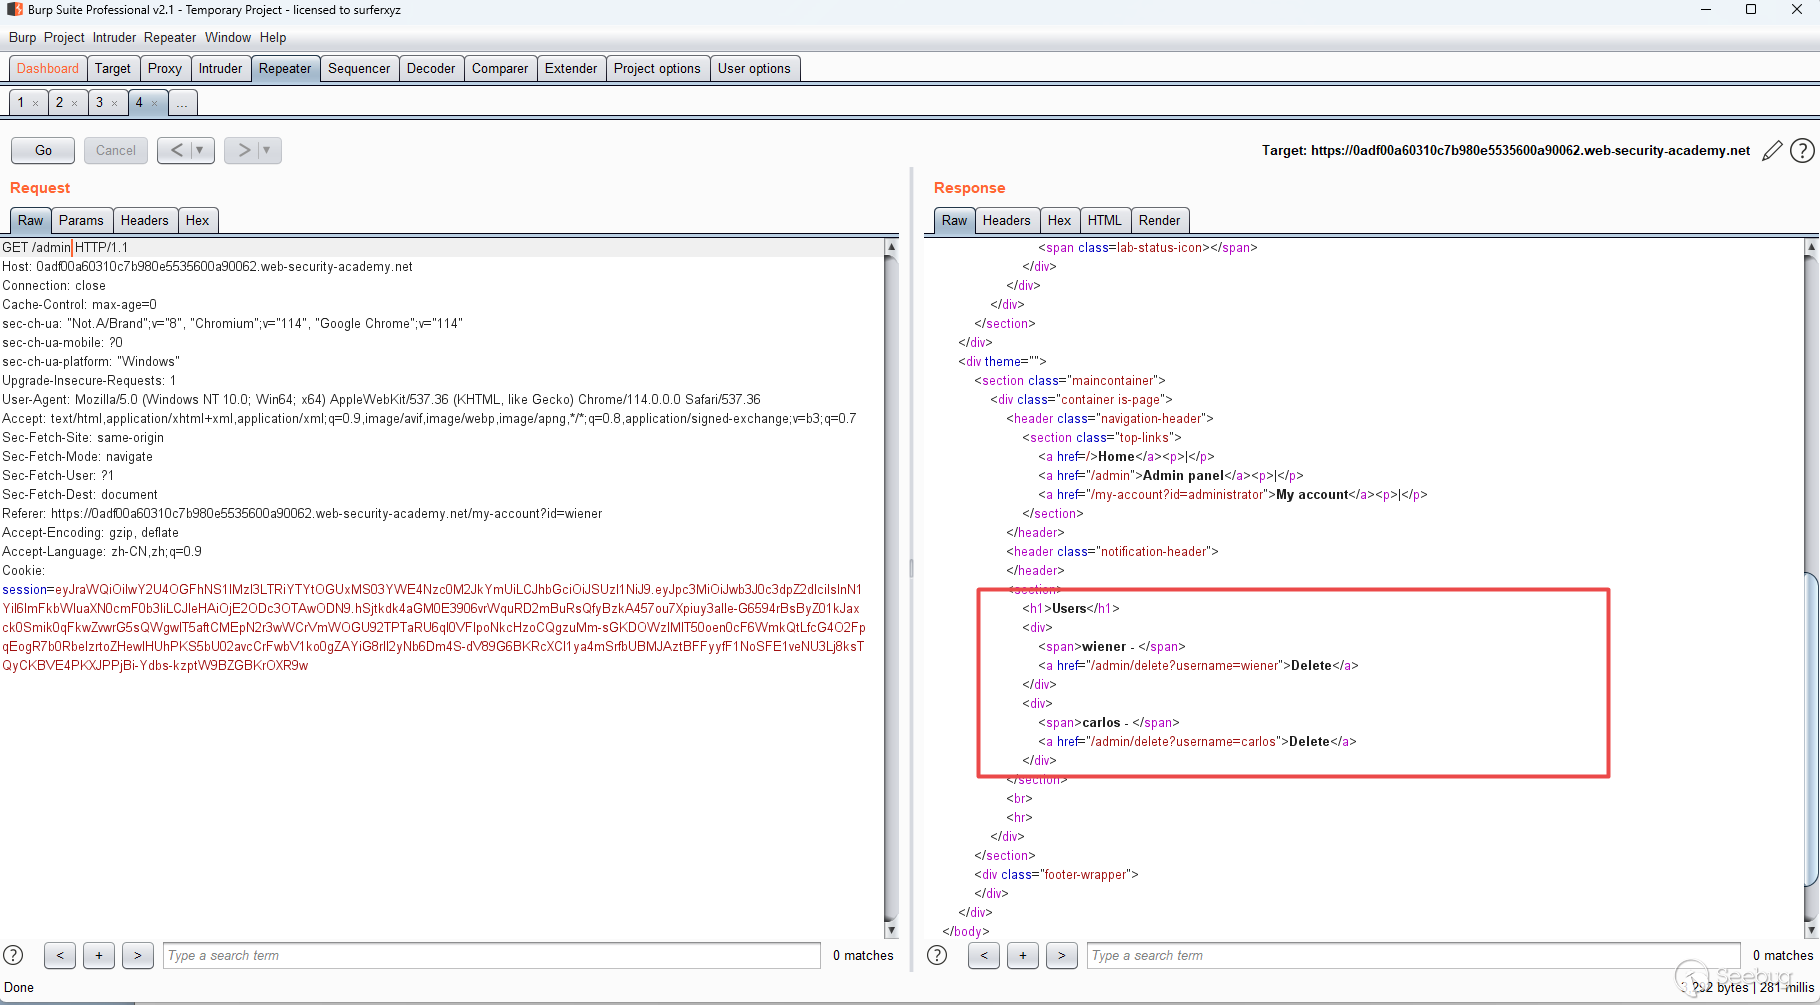 Burp Suite Professional v2.1 - Temporary Project - licensed to surferxyz
Burp Project Intruder Repeater Window Help
Dashboard Target Proxy Intruder Repeater Sequencer Decoder Comparer Extender Project options User options
1 × 2 × 3 × 4 × ...
Go Cancel < ▼ > ▼ Target: https://0adf00a60310c7b980e5535600a90062.web-security-academy.net ?
Request
Raw Params Headers Hex
GET /admin HTTP/1.1
Host: 0adf00a60310c7b980e5535600a90062.web-security-academy.net
Connection: close
Cache-Control: max-age=0
sec-ch-ua: "Not.A/Brand";v="8", "Chromium";v="114", "Google Chrome";v="114"
sec-ch-ua-mobile: ?0
sec-ch-ua-platform: "Windows"
Upgrade-Insecure-Requests: 1
User-Agent: Mozilla/5.0 (Windows NT 10.0; Win64; x64) AppleWebKit/537.36 (KHTML, like Gecko) Chrome/114.0.0.0 Safari/537.36
Accept: text/html,application/xhtml+xml,application/xml;q=0.9,image/avif,image/webp,image/apng,*/*;q=0.8,application/signed-exchange;v=b3;q=0.7
Sec-Fetch-Site: same-origin
Sec-Fetch-Mode: navigate
Sec-Fetch-User: ?1
Sec-Fetch-Dest: document
Referer: https://0adf00a60310c7b980e5535600a90062.web-security-academy.net/my-account?id=wiener
Accept-Encoding: gzip, deflate
Accept-Language: zh-CN,zh;q=0.9
Cookie:
? < + > Type a search term 0 matches
Done
Response
Raw Headers Hex HTML Render
<span class=lab-status-icon></span>
</div>
</div>
</div>
</section>
</div>
<div theme="">
<section class="maincontainer">
<div class="container is-page">
<header class="navigation-header">
<section class="top-links">
<a href=/>Home</a><p>|</p>
<a href="/admin">Admin panel</a><p>|</p>
<a href="/my-account?id=administrator">My account</a><p>|</p>
</section>
</header>
<header class="notification-header">
</header>
<section>
<h1>Users</h1>
<div>
<span>wiener - </span>
<a href="/admin/delete?username=wiener">Delete</a>
</div>
<div>
<span>carlos - </span>
<a href="/admin/delete?username=carlos">Delete</a>
</div>
</section>
<br>
<hr>
</div>
</section>
<div class="footer-wrapper">
</div>
</div>
</body>
? < + > Type a search term 0 matches
Seebug
3,292 bytes | 281 millis